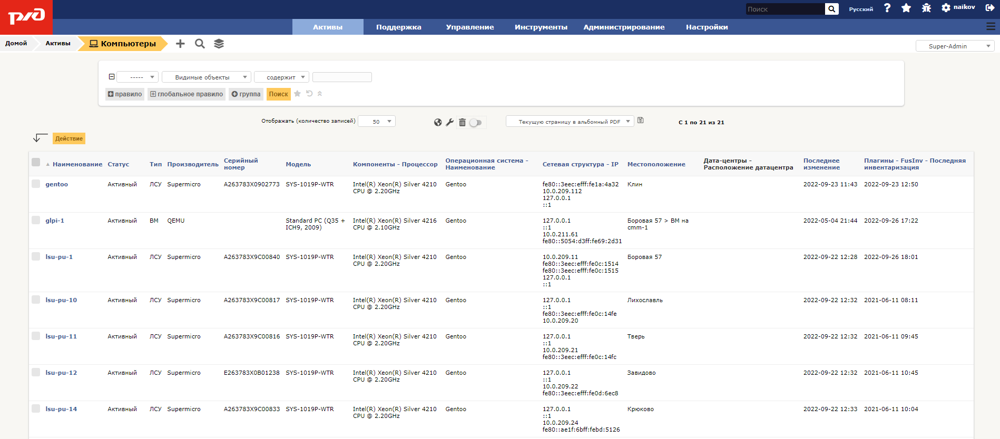 ржд
Поиск
Русский
?
naikov
Активы Поддержка Управление Инструменты Администрирование Настройки
Домой Активы Компьютеры
Super-Admin
----- Видимые объекты содержит
правило глобальное правило группа Поиск
Отображать (количество записей) 50 Текущую страницу в альбомный PDF С 1 по 21 из 21
Действие
Наименование Статус Тип Производитель Серийный номер Модель Компоненты - Процессор Операционная система - Наименование Сетевая структура - IP Местоположение Дата-центры - Расположение датацентра Последнее изменение Плагины - FusInv - Последняя инвентаризация
gentoo Активный ЛСУ Supermicro A263783X0902773 SYS-1019P-WTR Intel(R) Xeon(R) Silver 4210 Gentoo fe80::3eec:efff:fe1a:4a32 Клин 2022-09-23 11:43 2022-09-23 12:50
CPU @ 2.20GHz 10.0.209.112
127.0.0.1
::1
glpi-1 Активный ВМ QEMU Standard PC (Q35 + Intel(R) Xeon(R) Silver 4216 Gentoo 127.0.0.1 Боровая 57 > ВМ на 2022-05-04 21:44 2022-09-26 17:22
ICH9, 2009) CPU @ 2.10GHz ::1 cmm-1
10.0.211.61
fe80::5054:d3ff:fe69:2d31
lsu-pu-1 Активный ЛСУ Supermicro A263783X9C00840 SYS-1019P-WTR Intel(R) Xeon(R) Silver 4210 Gentoo 10.0.209.11 Боровая 57 2022-09-22 12:28 2022-09-26 18:01
CPU @ 2.20GHz fe80::3eec:efff:fe0c:1514
fe80::3eec:efff:fe0c:1515
127.0.0.1
::1
lsu-pu-10 Активный ЛСУ Supermicro A263783X9C00817 SYS-1019P-WTR Intel(R) Xeon(R) Silver 4210 Gentoo 127.0.0.1 Лихославль 2022-09-22 12:32 2021-06-11 08:11
CPU @ 2.20GHz ::1
fe80::3eec:efff:fe0c:14fe
10.0.209.20
lsu-pu-11 Активный ЛСУ Supermicro A263783X9C00816 SYS-1019P-WTR Intel(R) Xeon(R) Silver 4210 Gentoo 127.0.0.1 Тверь 2022-09-22 12:32 2021-06-11 09:45
CPU @ 2.20GHz ::1
10.0.209.21
fe80::3eec:efff:fe0c:14fc
lsu-pu-12 Активный ЛСУ Supermicro E263783X0B01238 SYS-1019P-WTR Intel(R) Xeon(R) Silver 4210 Gentoo 127.0.0.1 Завидово 2022-09-22 12:32 2021-06-11 10:45
CPU @ 2.20GHz ::1
10.0.209.22
fe80::3eec:efff:fe0d:6ec8
lsu-pu-14 Активный ЛСУ Supermicro A263783X9C00833 SYS-1019P-WTR Intel(R) Xeon(R) Silver 4210 Gentoo 127.0.0.1 Крюково 2022-09-22 12:33 2021-06-11 10:04
CPU @ 2.20GHz ::1
10.0.209.24
fe80::ae1f:6bff:febd:5126